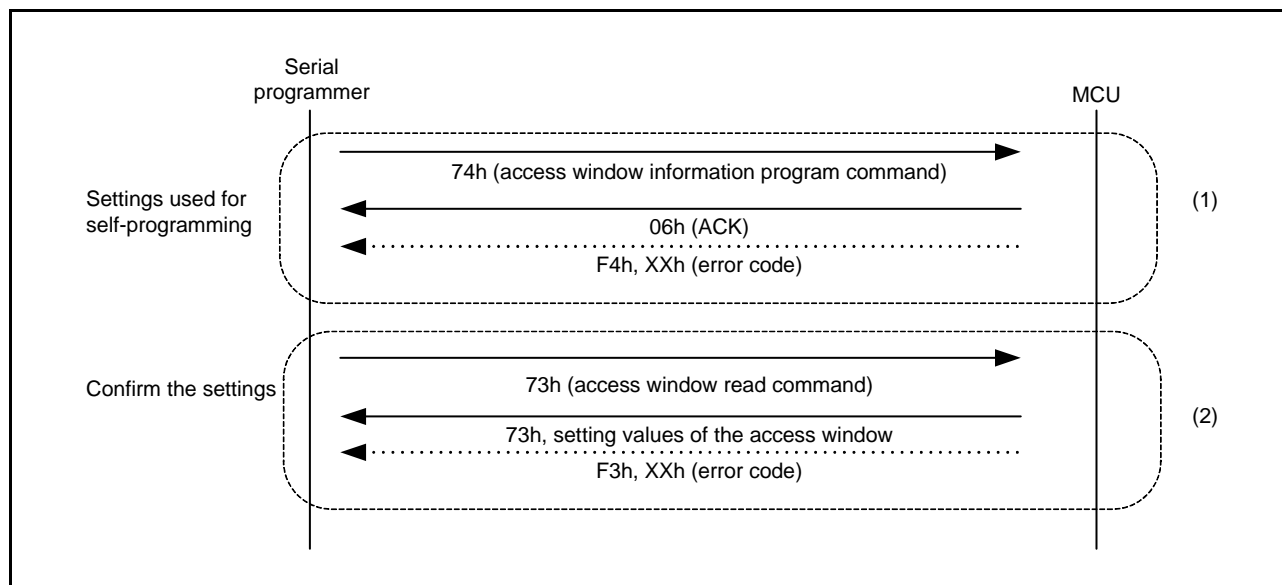 Serial
programmer
MCU
74h (access window information program command)
Settings used for
self-programming
(1)
06h (ACK)
F4h, XXh (error code)
73h (access window read command)
Confirm the settings
(2)
73h, setting values of the access window
F3h, XXh (error code)